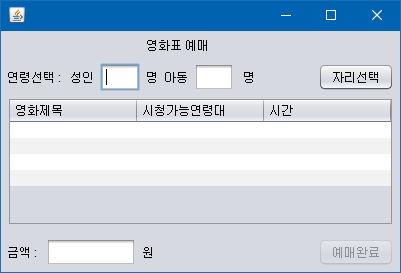 영화표 예매
연령선택 : 성인 명 아동 명 자리선택
영화제목 시청가능연령대 시간
금액 : 원 예매완료